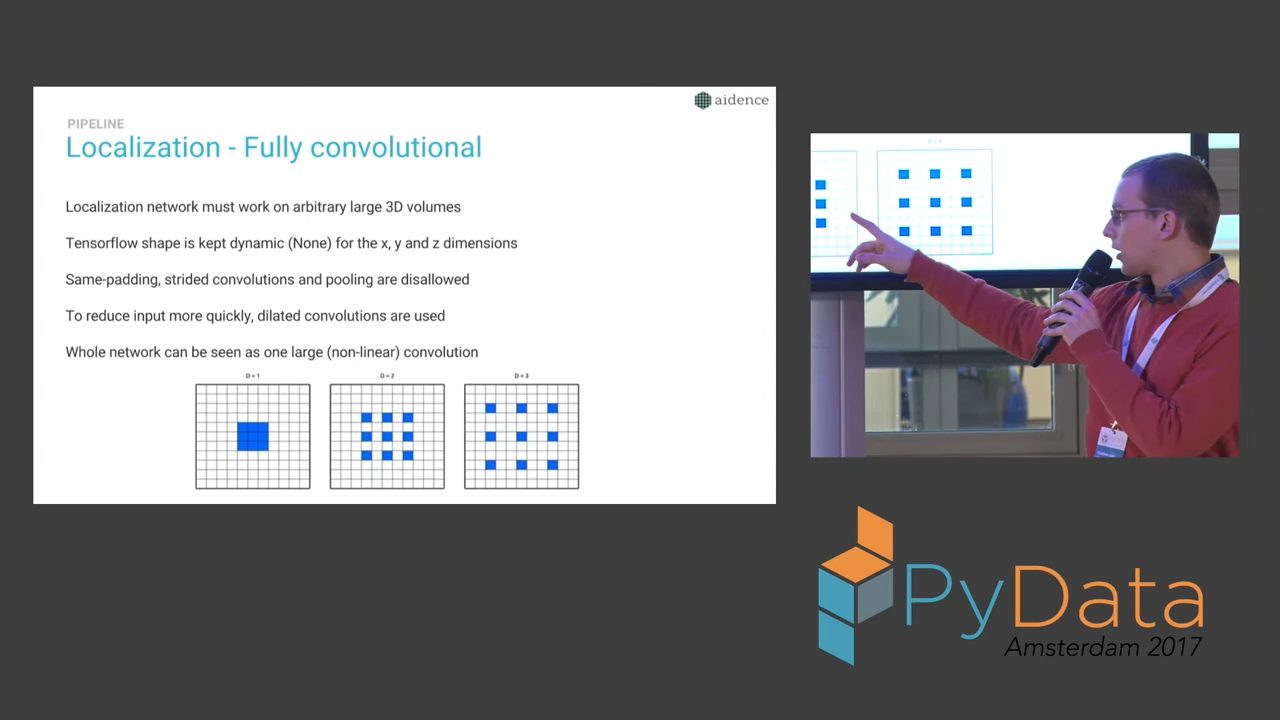 aidence
PIPELINE
Localization - Fully convolutional
Localization network must work on arbitrary large 3D volumes
Tensorflow shape is kept dynamic (None) for the x, y and z dimensions
Same-padding, strided convolutions and pooling are disallowed
To reduce input more quickly, dilated convolutions are used
Whole network can be seen as one large (non-linear) convolution
D = 1
D = 2
D = 3
PyData
Amsterdam 2017